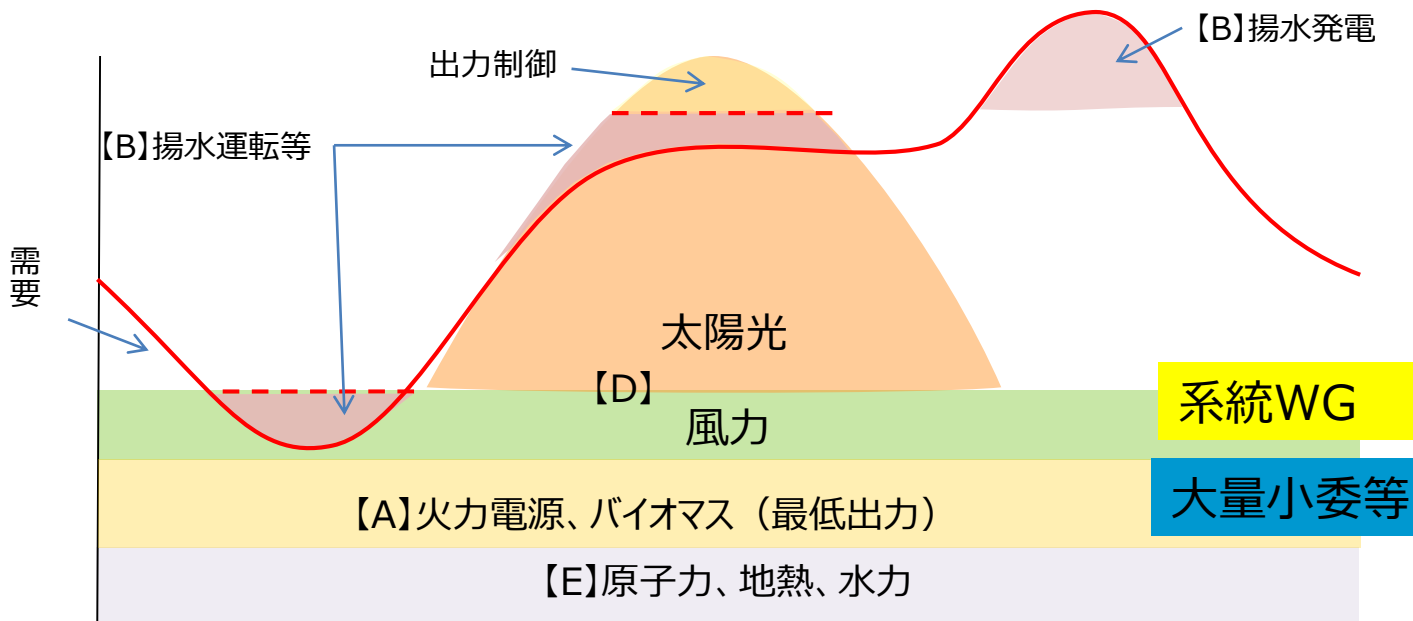 【B】揚水発電
出力制御
【B】揚水運転等
需要
太陽光
【D】
風力
系統WG
大量小委等
【A】火力電源、バイオマス（最低出力）
【E】原子力、地熱、水力